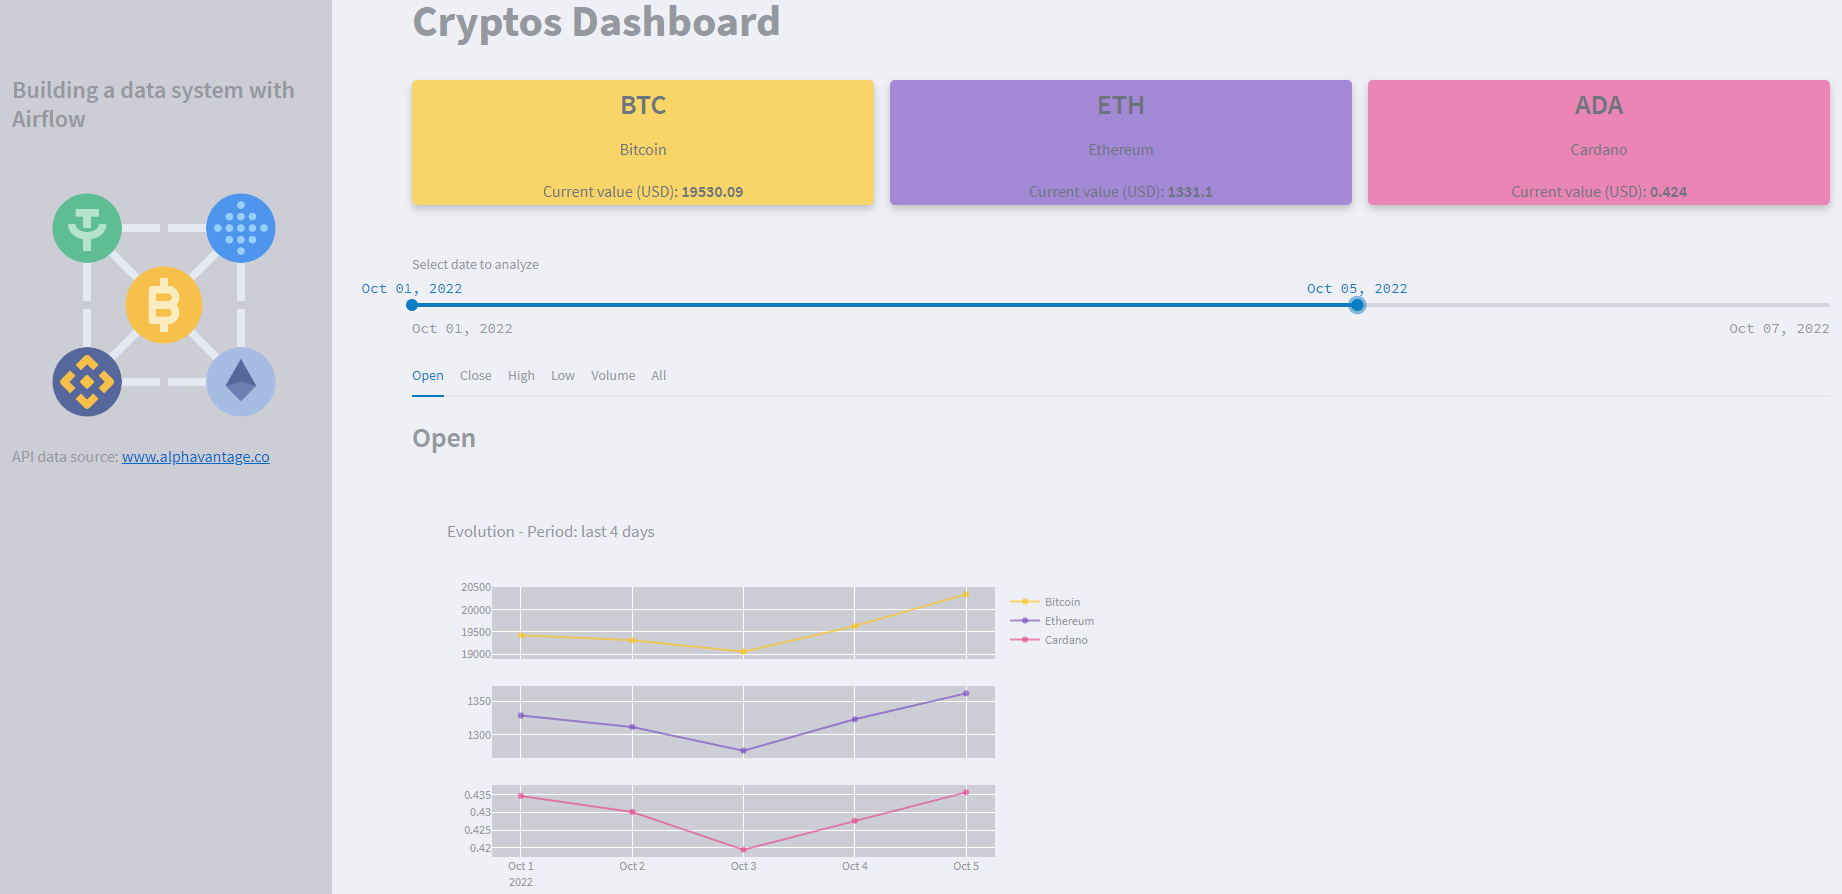 Cryptos Dashboard
Building a data system with
Airflow
API data source: www.alphavantage.co
BTC
Bitcoin
Current value (USD): 19530.09
ETH
Ethereum
Current value (USD): 1331.1
ADA
Cardano
Current value (USD): 0.424
Select date to analyze
Oct 01, 2022
Oct 05, 2022
Oct 01, 2022
Oct 07, 2022
Open Close High Low Volume All
Open
Evolution - Period: last 4 days
20500
20000
19500
19000
Bitcoin
Ethereum
Cardano
1350
1300
0.435
0.43
0.425
0.42
Oct 1 Oct 2 Oct 3 Oct 4 Oct 5
2022